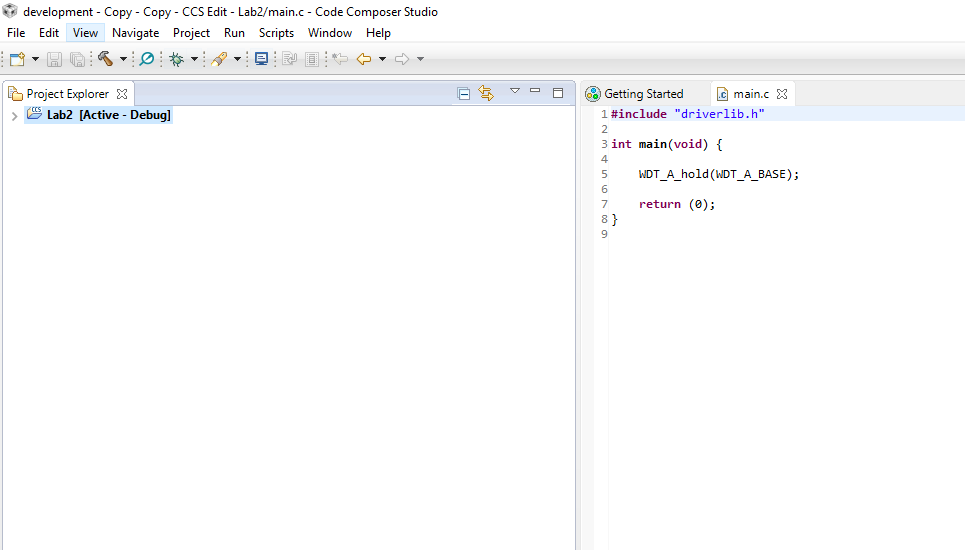 development - Copy - Copy - CCS Edit - Lab2/main.c - Code Composer Studio
File Edit View Navigate Project Run Scripts Window Help
Project Explorer
CCS
Lab2 [Active - Debug]
Getting Started
.c main.c
1 #include "driverlib.h"
2
3 int main(void) {
4
5 WDT_A_hold(WDT_A_BASE);
6
7 return (0);
8 }
9